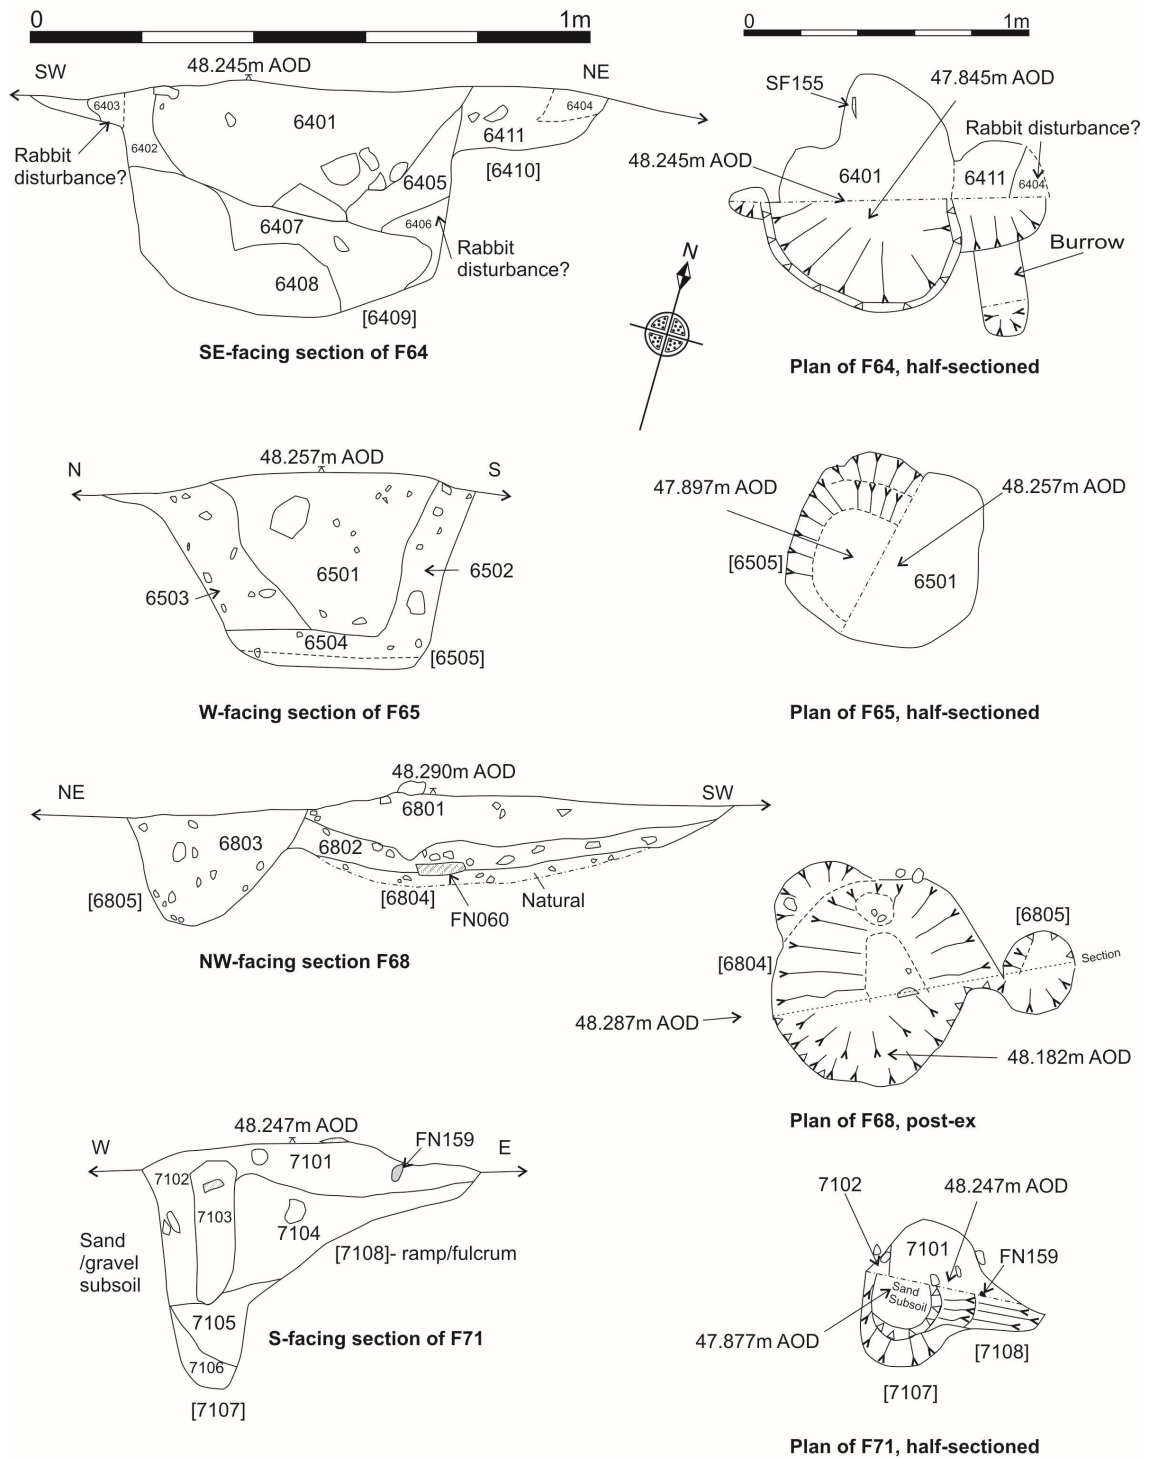 0
1m
SW
48.245m AOD
NE
6403
6401
6404
6402
6411
[6410]
Rabbit
disturbance?
6405
6407
6406
Rabbit
disturbance?
6408
[6409]
SE-facing section of F64
0
1m
SF155
47.845m AOD
Rabbit disturbance?
48.245m AOD
6401
6411
6404
Burrow
N
Plan of F64, half-sectioned
N
48.257m AOD
S
6501
6502
6503
6504
[6505]
W-facing section of F65
47.897m AOD
48.257m AOD
[6505]
6501
Plan of F65, half-sectioned
NE
48.290m AOD
SW
6801
6803
6802
[6805]
[6804]
Natural
FN060
NW-facing section F68
[6805]
Section
[6804]
48.287m AOD
48.182m AOD
Plan of F68, post-ex
W
48.247m AOD
FN159
E
7101
7102
7103
7104
Sand
/gravel
subsoil
[7108]- ramp/fulcrum
7105
7106
[7107]
S-facing section of F71
7102
48.247m AOD
7101
FN159
Sand
Subsoil
47.877m AOD
[7108]
[7107]
Plan of F71, half-sectioned